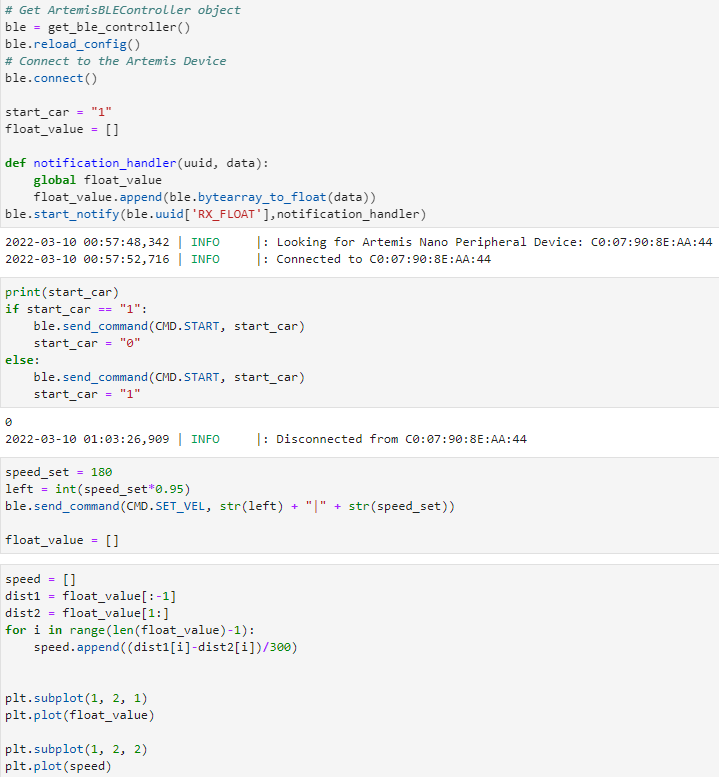 # Get ArtemisBLEController object
ble = get_ble_controller()
ble.reload_config()
# Connect to the Artemis Device
ble.connect()
start_car = "1"
float_value = []
def notification_handler(uuid, data):
    global float_value
    float_value.append(ble.bytearray_to_float(data))
ble.start_notify(ble.uuid['RX_FLOAT'],notification_handler)
2022-03-10 00:57:48,342 | INFO     |: Looking for Artemis Nano Peripheral Device: C0:07:90:8E:AA:44
2022-03-10 00:57:52,716 | INFO     |: Connected to C0:07:90:8E:AA:44
print(start_car)
if start_car == "1":
    ble.send_command(CMD.START, start_car)
    start_car = "0"
else:
    ble.send_command(CMD.START, start_car)
    start_car = "1"
0
2022-03-10 01:03:26,909 | INFO     |: Disconnected from C0:07:90:8E:AA:44
speed_set = 180
left = int(speed_set*0.95)
ble.send_command(CMD.SET_VEL, str(left) + "|" + str(speed_set))
float_value = []
speed = []
dist1 = float_value[:-1]
dist2 = float_value[1:]
for i in range(len(float_value)-1):
    speed.append((dist1[i]-dist2[i])/300)
plt.subplot(1, 2, 1)
plt.plot(float_value)
plt.subplot(1, 2, 2)
plt.plot(speed)